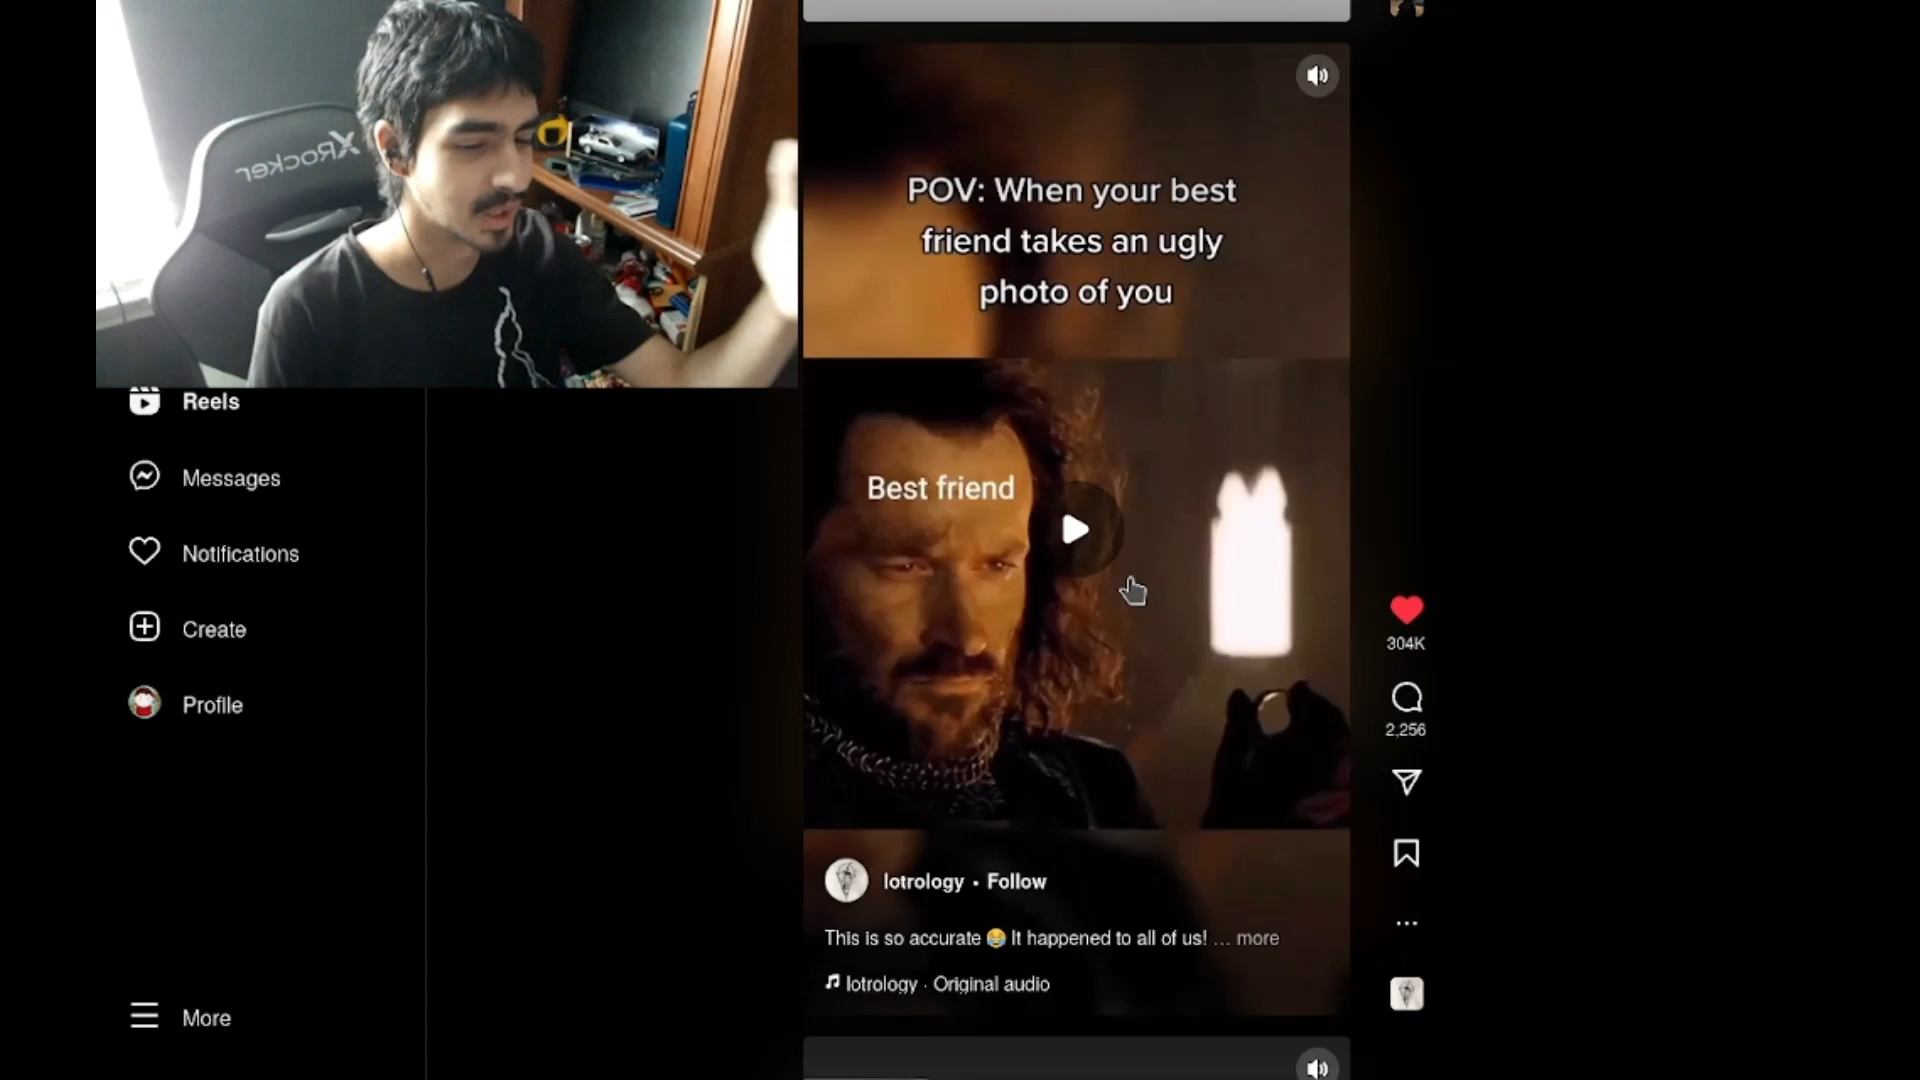 XRocker
POV: When your best
friend takes an ugly
photo of you
Best friend
Reels
Messages
Notifications
Create
Profile
More
304K
2,256
lotrology • Follow
This is so accurate 😂 It happened to all of us! ... more
lotrology · Original audio